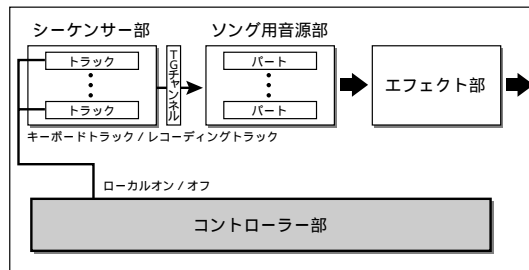 シーケンサー部
ソング用音源部
トラック
トラック
TGチャンネル
パート
パート
エフェクト部
キーボードトラック / レコーディングトラック
ローカルオン / オフ
コントローラー部